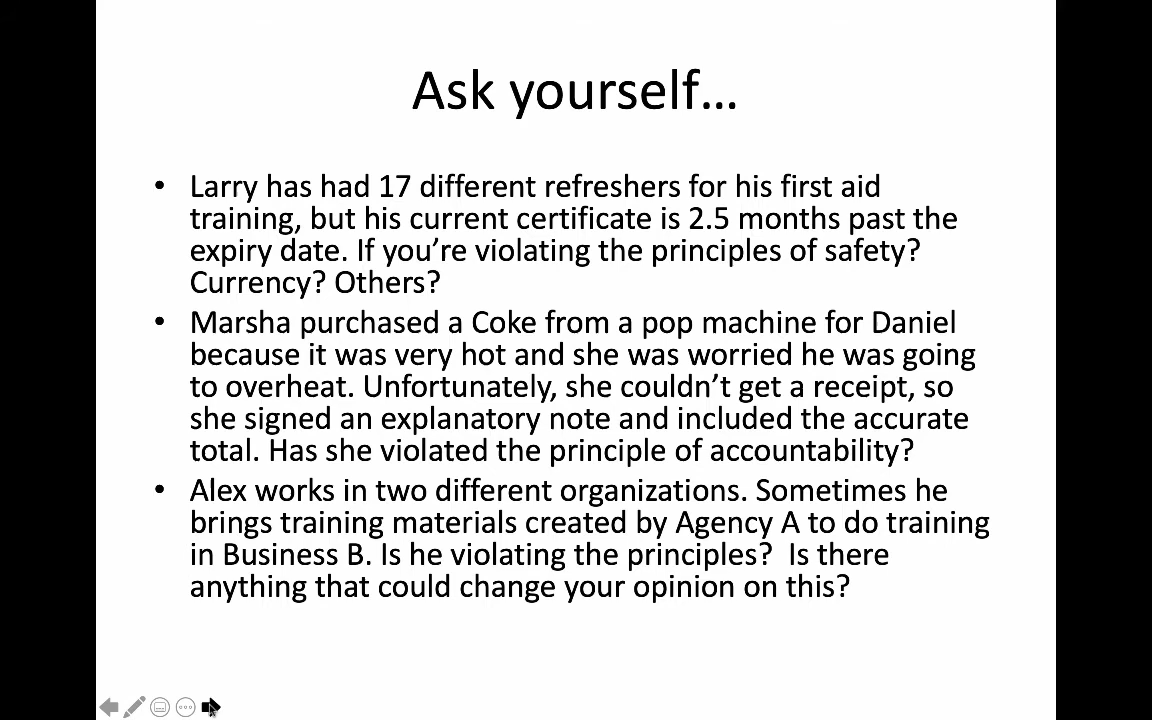 Ask yourself…
• Larry has had 17 different refreshers for his first aid
training, but his current certificate is 2.5 months past the
expiry date. If you’re violating the principles of safety?
Currency? Others?
• Marsha purchased a Coke from a pop machine for Daniel
because it was very hot and she was worried he was going
to overheat. Unfortunately, she couldn’t get a receipt, so
she signed an explanatory note and included the accurate
total. Has she violated the principle of accountability?
• Alex works in two different organizations. Sometimes he
brings training materials created by Agency A to do training
in Business B. Is he violating the principles?  Is there
anything that could change your opinion on this?